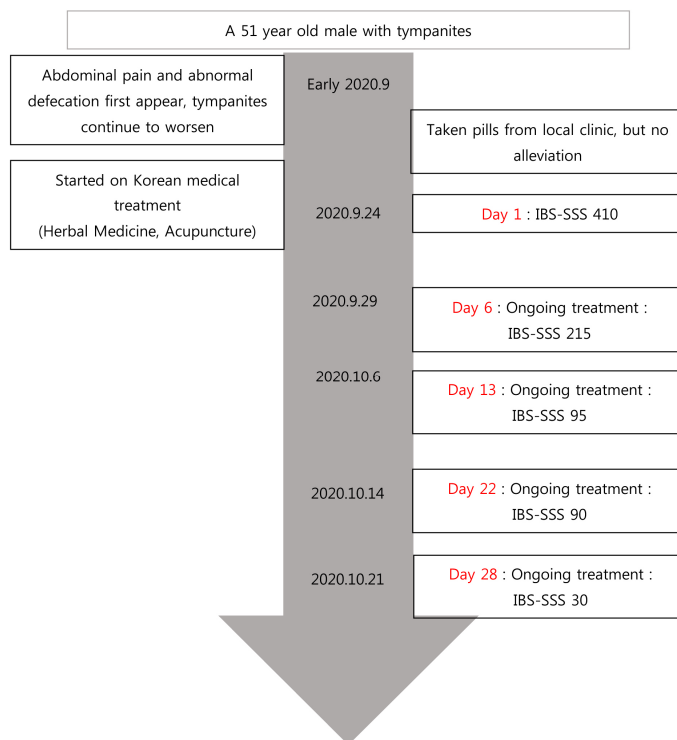 A 51 year old male with tympanites
Abdominal pain and abnormal
defecation first appear, tympanites
continue to worsen
Early 2020.9
Taken pills from local clinic, but no
alleviation
Started on Korean medical
treatment
(Herbal Medicine, Acupuncture)
2020.9.24
Day 1 : IBS-SSS 410
2020.9.29
Day 6 : Ongoing treatment :
IBS-SSS 215
2020.10.6
Day 13 : Ongoing treatment :
IBS-SSS 95
2020.10.14
Day 22 : Ongoing treatment :
IBS-SSS 90
2020.10.21
Day 28 : Ongoing treatment :
IBS-SSS 30